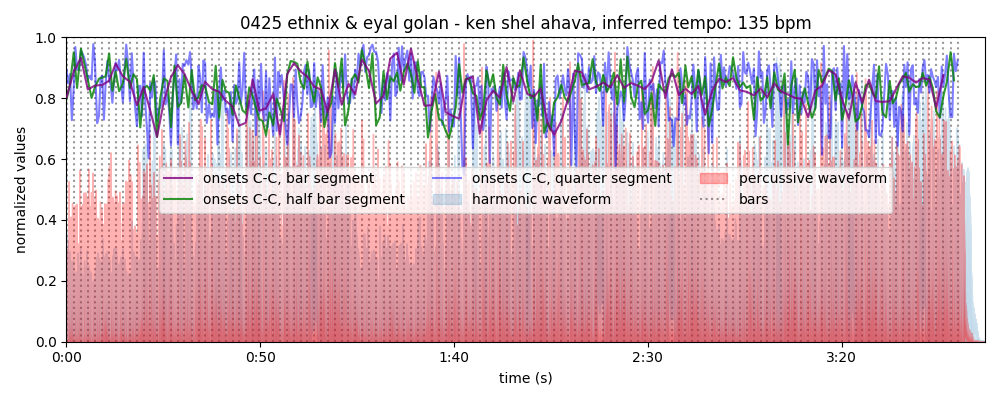 0425 ethnix & eyal golan - ken shel ahava, inferred tempo: 135 bpm
1.0
0.8
0.6
0.4
0.2
0.0
normalized values
onsets C-C, bar segment
onsets C-C, half bar segment
onsets C-C, quarter segment
harmonic waveform
percussive waveform
bars
0:00 0:50 1:40 2:30 3:20
time (s)